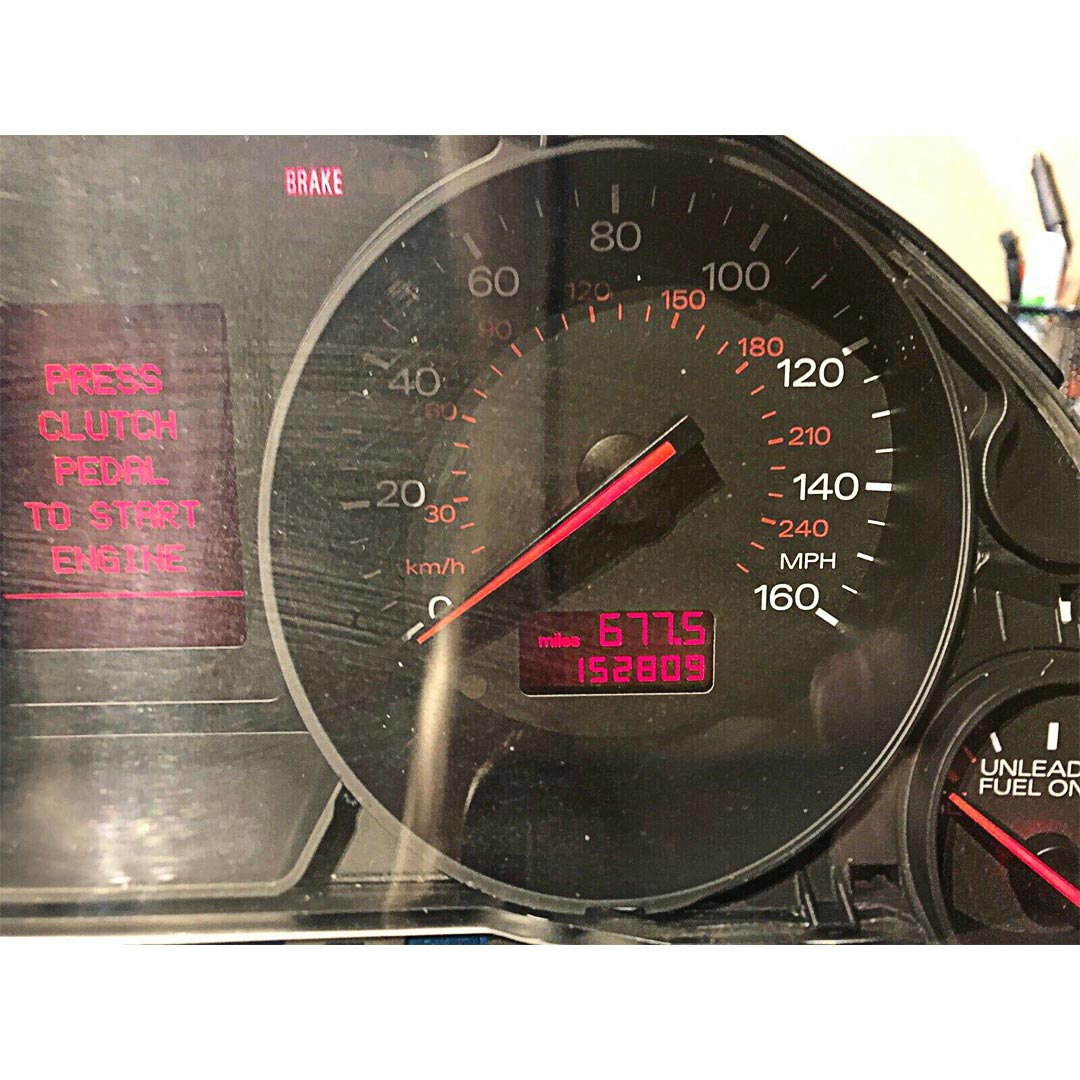 BRAKE
PRESS
CLUTCH
PEDAL
TO START
ENGINE
0
20
40
60
80
100
120
140
160
MPH
km/h
30
60
90
120
150
180
210
240
miles 677.5
152809
UNLEAD
FUEL ON